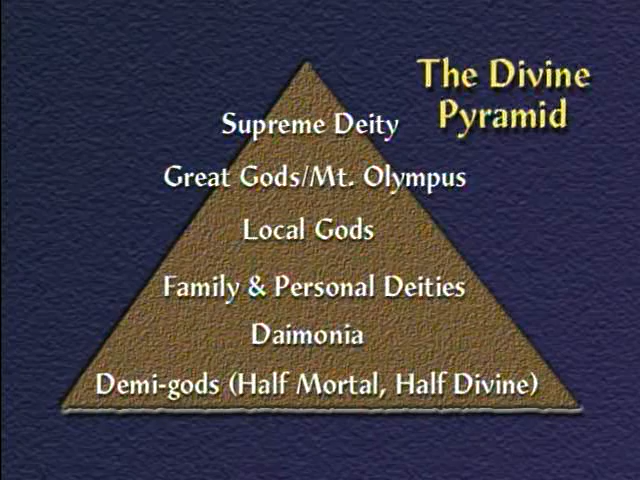 The Divine
Pyramid
Supreme Deity
Great Gods/Mt. Olympus
Local Gods
Family & Personal Deities
Daimonia
Demi-gods (Half Mortal, Half Divine)